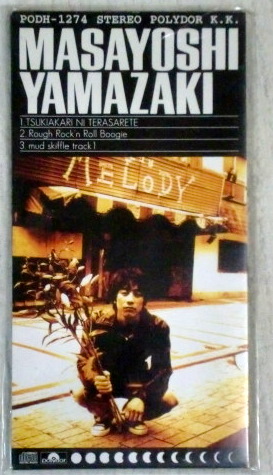 PODH-1274 STEREO POLYDOR K.K.
MASAYOSHI
YAMAZAKI
1.TSUKIAKARI NI TERASARETE
2.Rough Rock'n Roll Boogie
3.mud skiffle track1
MELODY
polydor